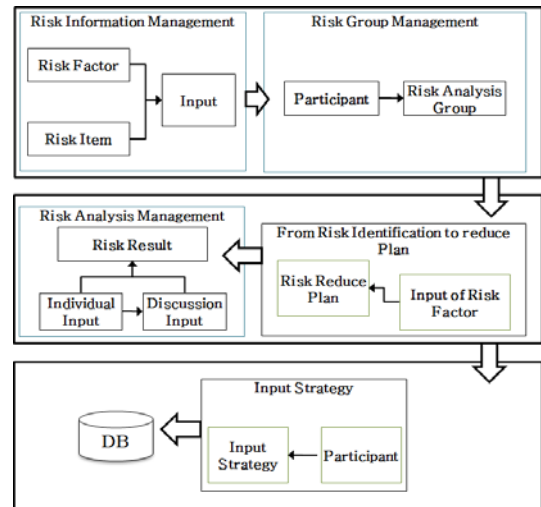 Risk Information Management
Risk Factor
Input
Risk Item
Risk Group Management
Participant
Risk Analysis
Group
Risk Analysis Management
Risk Result
Individual
Input
Discussion
Input
From Risk Identification to reduce
Plan
Risk Reduce
Plan
Input of Risk
Factor
Input Strategy
DB
Input
Strategy
Participant